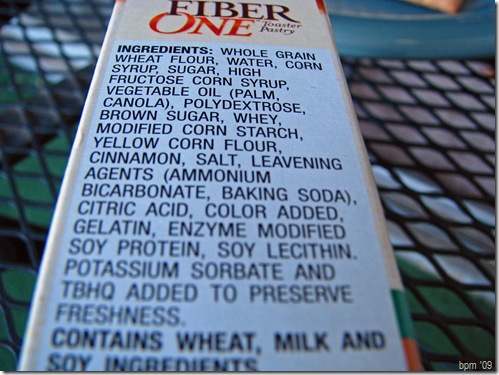 FIBER
ONE Toaster
Pastry
INGREDIENTS: WHOLE GRAIN
WHEAT FLOUR, WATER, CORN
SYRUP, SUGAR, HIGH
FRUCTOSE CORN SYRUP,
VEGETABLE OIL (PALM,
CANOLA), POLYDEXTROSE,
BROWN SUGAR, WHEY,
MODIFIED CORN STARCH,
YELLOW CORN FLOUR,
CINNAMON, SALT, LEAVENING
AGENTS (AMMONIUM
BICARBONATE, BAKING SODA),
CITRIC ACID, COLOR ADDED,
GELATIN, ENZYME MODIFIED
SOY PROTEIN, SOY LECITHIN.
POTASSIUM SORBATE AND
TBHQ ADDED TO PRESERVE
FRESHNESS.
CONTAINS WHEAT, MILK AND
SOY INGREDIENTS
bpm '09